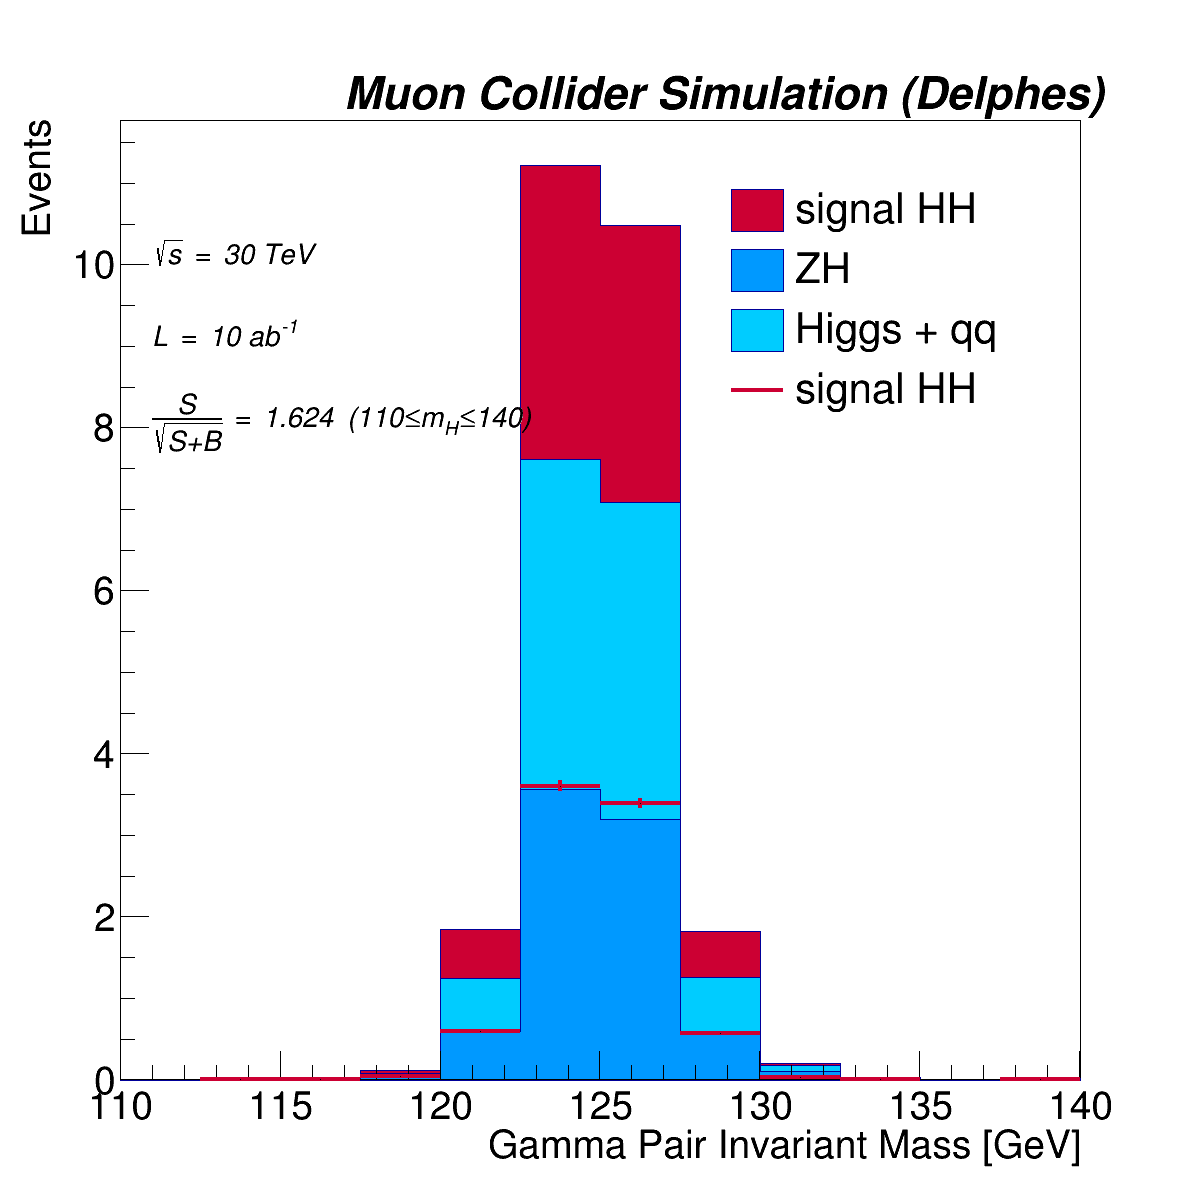 Muon Collider Simulation (Delphes)
Events
√s = 30 TeV
L = 10 ab⁻¹
S/√S+B = 1.624 (110≤m_H≤140)
signal HH
ZH
Higgs + qq
signal HH
10
8
6
4
2
0
110 115 120 125 130 135 140
Gamma Pair Invariant Mass [GeV]